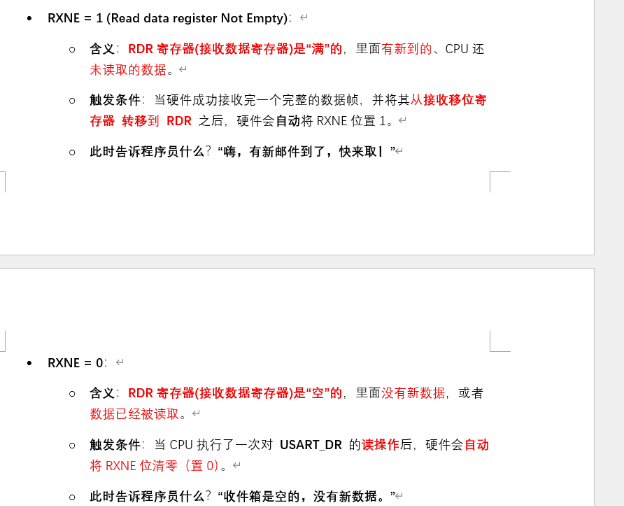 • RXNE = 1 (Read data register Not Empty)：
○ 含义：RDR 寄存器(接收数据寄存器)是“满”的，里面有新到的、CPU 还
未读取的数据。
○ 触发条件：当硬件成功接收完一个完整的数据帧，并将其从接收移位寄
存器 转移到 RDR 之后，硬件会自动将 RXNE 位置 1。
○ 此时告诉程序员什么？“嗨，有新邮件到了，快来取！”
• RXNE = 0：
○ 含义：RDR 寄存器(接收数据寄存器)是“空”的，里面没有新数据，或者
数据已经被读取。
○ 触发条件：当 CPU 执行了一次对 USART_DR 的读操作后，硬件会自动
将 RXNE 位清零（置 0）。
○ 此时告诉程序员什么？“收件箱是空的，没有新数据。”